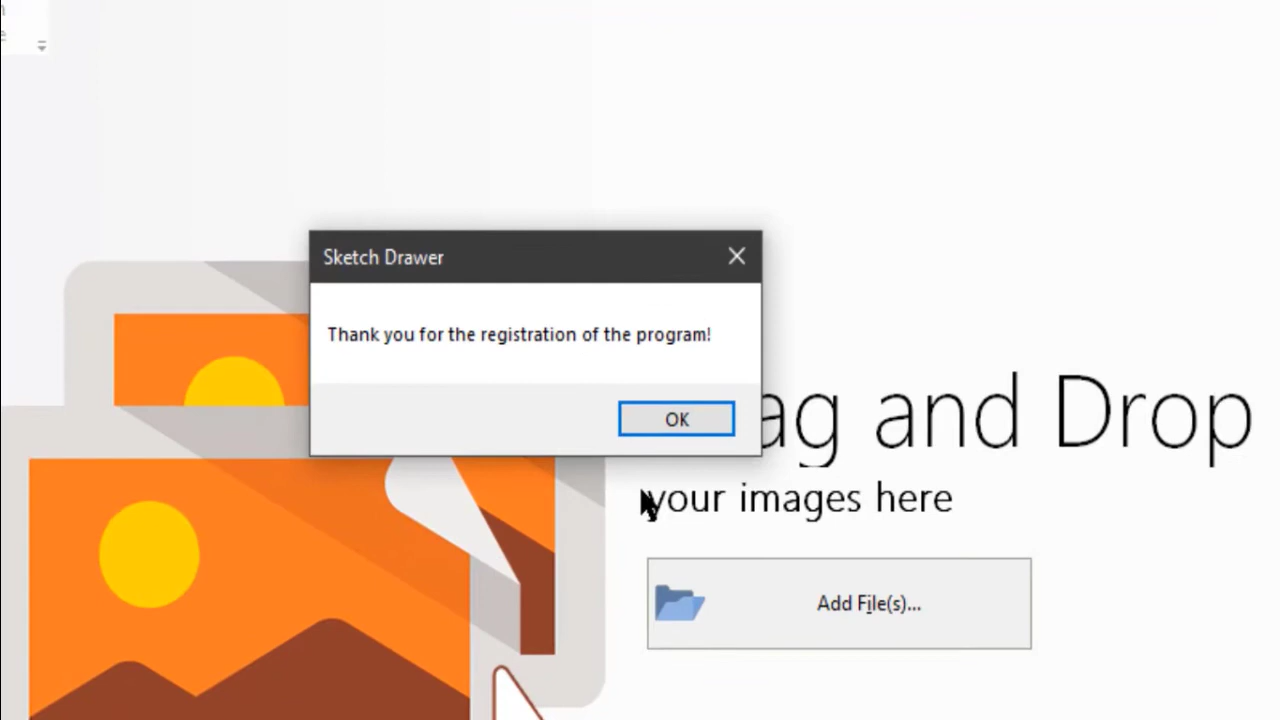 Sketch Drawer
Thank you for the registration of the program!
OK
ag and Drop
your images here
Add File(s)...